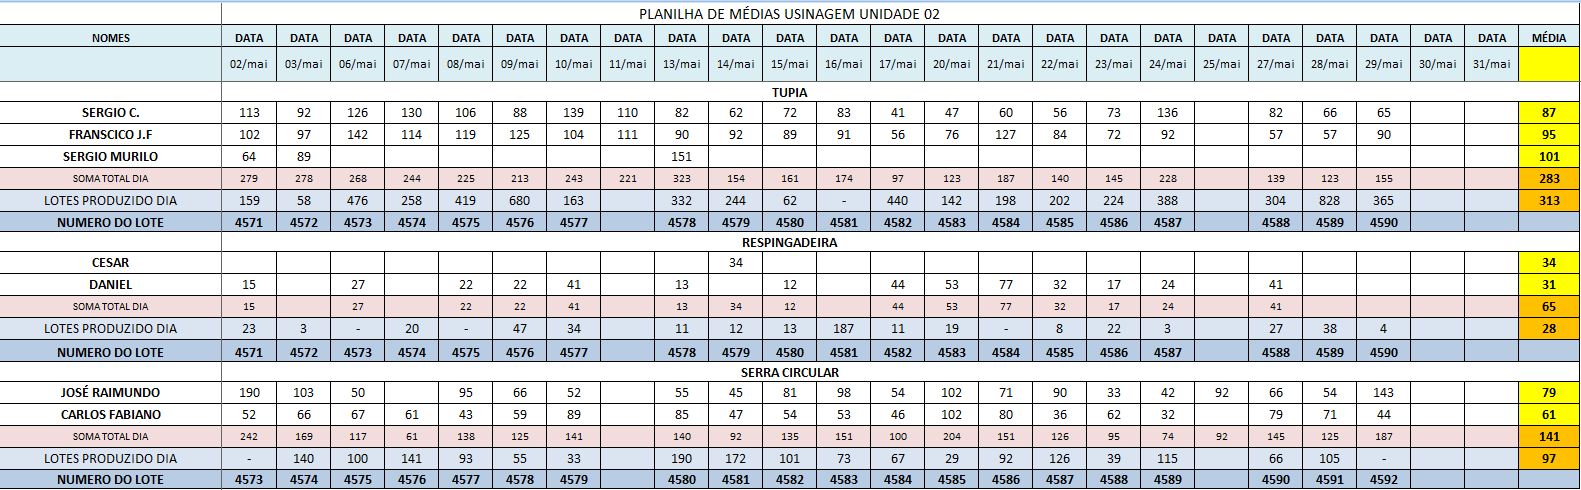 PLANILHA DE MÉDIAS USINAGEM UNIDADE 02
NOMES DATA DATA DATA DATA DATA DATA DATA DATA DATA DATA DATA DATA DATA DATA DATA DATA DATA DATA DATA DATA DATA DATA DATA DATA MÉDIA
02/mai 03/mai 06/mai 07/mai 08/mai 09/mai 10/mai 11/mai 13/mai 14/mai 15/mai 16/mai 17/mai 20/mai 21/mai 22/mai 23/mai 24/mai 25/mai 27/mai 28/mai 29/mai 30/mai 31/mai
TUPIA
SERGIO C. 113 92 126 130 106 88 139 110 82 62 72 83 41 47 60 56 73 136 82 66 65 87
FRANSCICO J.F 102 97 142 114 119 125 104 111 90 92 89 91 56 76 127 84 72 92 57 57 90 95
SERGIO MURILO 64 89 151 101
SOMA TOTAL DIA 279 278 268 244 225 213 243 221 323 154 161 174 97 123 187 140 145 228 139 123 155 283
LOTES PRODUZIDO DIA 159 58 476 258 419 680 163 332 244 62 - 440 142 198 202 224 388 304 828 365 313
NUMERO DO LOTE 4571 4572 4573 4574 4575 4576 4577 4578 4579 4580 4581 4582 4583 4584 4585 4586 4587 4588 4589 4590
RESPINGADEIRA
CESAR 34 34
DANIEL 15 27 22 22 41 13 12 44 53 77 32 17 24 41 31
SOMA TOTAL DIA 15 27 22 22 41 13 34 12 44 53 77 32 17 24 41 65
LOTES PRODUZIDO DIA 23 3 - 20 - 47 34 11 12 13 187 11 19 - 8 22 3 27 38 4 28
NUMERO DO LOTE 4571 4572 4573 4574 4575 4576 4577 4578 4579 4580 4581 4582 4583 4584 4585 4586 4587 4588 4589 4590
SERRA CIRCULAR
JOSÉ RAIMUNDO 190 103 50 95 66 52 55 45 81 98 54 102 71 90 33 42 92 66 54 143 79
CARLOS FABIANO 52 66 67 61 43 59 89 85 47 54 53 46 102 80 36 62 32 79 71 44 61
SOMA TOTAL DIA 242 169 117 61 138 125 141 140 92 135 151 100 204 151 126 95 74 92 145 125 187 141
LOTES PRODUZIDO DIA - 140 100 141 93 55 33 190 172 101 73 67 29 92 126 39 115 66 105 - 97
NUMERO DO LOTE 4573 4574 4575 4576 4577 4578 4579 4580 4581 4582 4583 4584 4585 4586 4587 4588 4589 4590 4591 4592